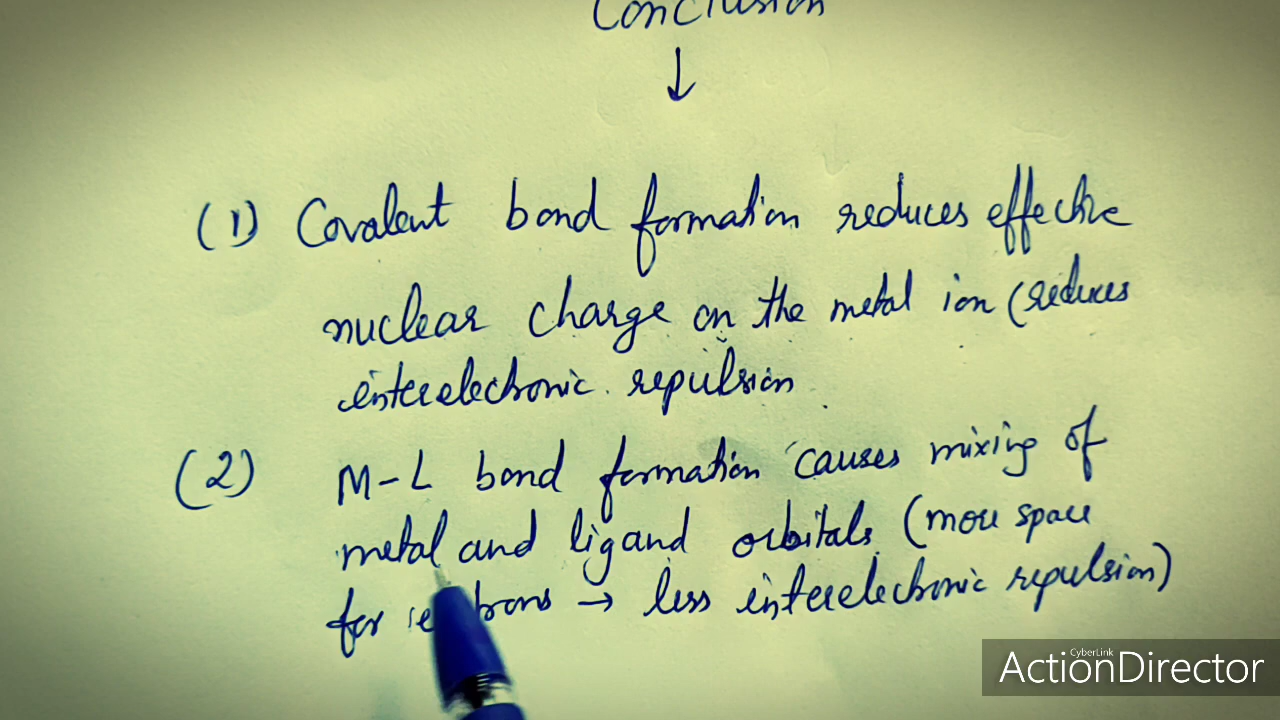 Conclusion
↓
(1) Covalent bond formation reduces effective
nuclear charge on the metal ion (reduces
interelectronic repulsion
(2) M-L bond formation causes mixing of
metal and ligand orbitals (more space
for → less interelectronic repulsion)
CyberLink
ActionDirector